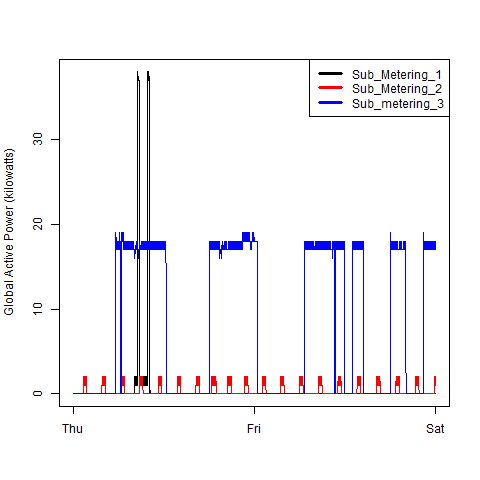 Sub_Metering_1
Sub_Metering_2
Sub_metering_3
Global Active Power (kilowatts)
30
20
10
0
Thu Fri Sat